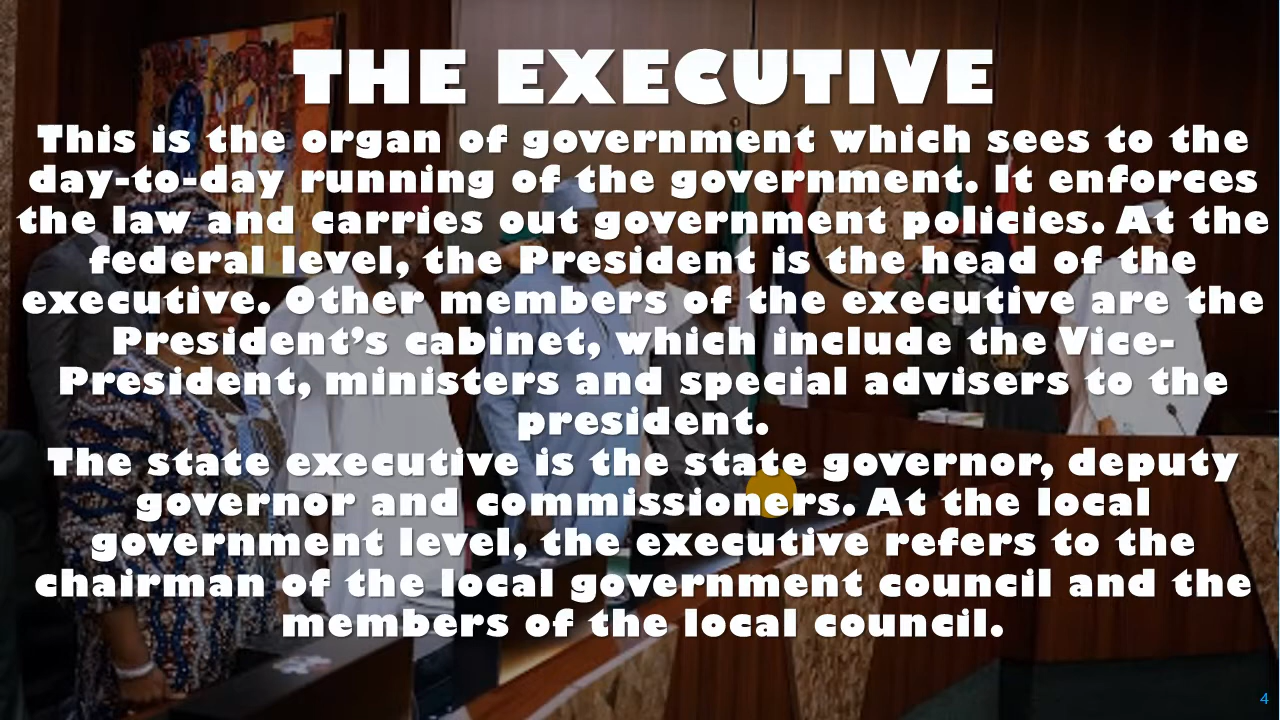 THE EXECUTIVE
This is the organ of government which sees to the
day-to-day running of the government. It enforces
the law and carries out government policies. At the
federal level, the President is the head of the
executive. Other members of the executive are the
President’s cabinet, which include the Vice-
President, ministers and special advisers to the
president.
The state executive is the state governor, deputy
governor and commissioners. At the local
government level, the executive refers to the
chairman of the local government council and the
members of the local council.
4